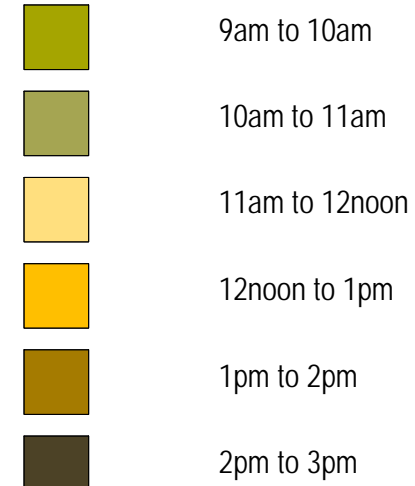 9am to 10am
10am to 11am
11am to 12noon
12noon to 1pm
1pm to 2pm
2pm to 3pm